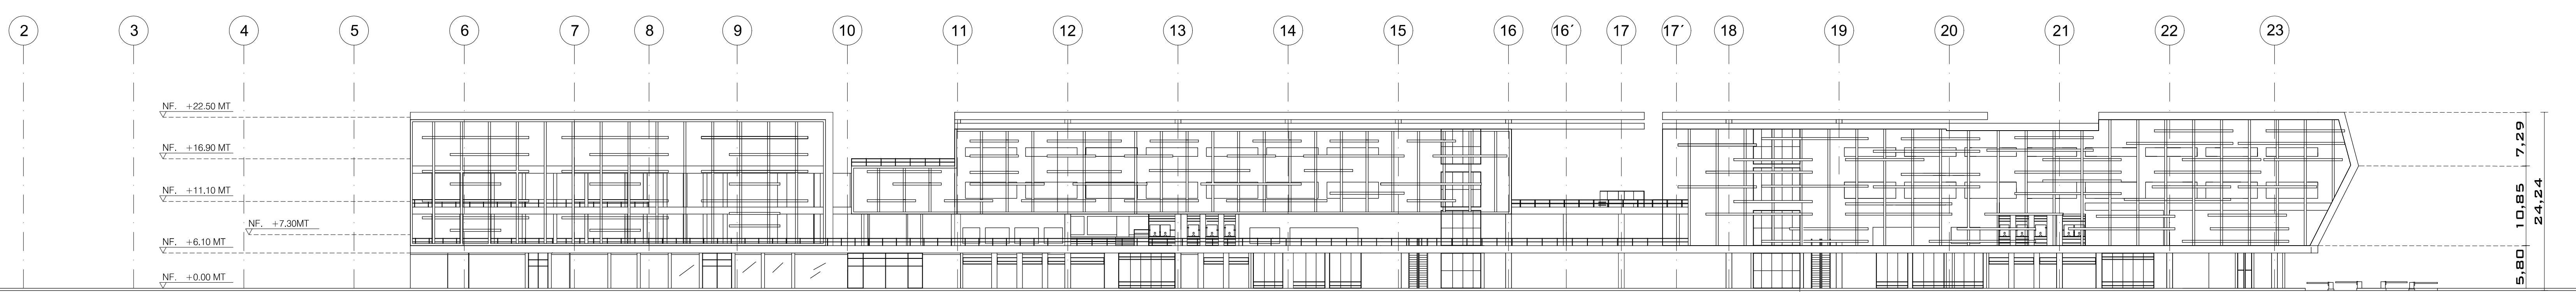 2 3 4 5 6 7 8 9 10 11 12 13 14 15 16 16´ 17 17´ 18 19 20 21 22 23
NF. +22.50 MT
NF. +16.90 MT
NF. +11.10 MT
NF. +7.30MT
NF. +6.10 MT
NF. +0.00 MT
7,29
10,85
24,24
5,80